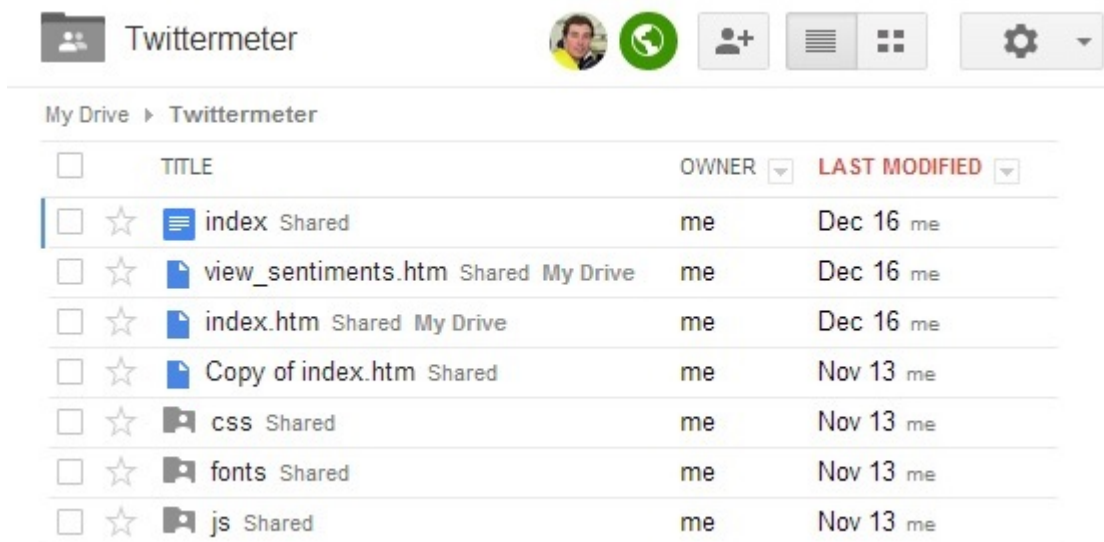 Twittermeter
My Drive Twittermeter
TITLE OWNER LAST MODIFIED
index Shared me Dec 16 me
view_sentiments.htm Shared My Drive me Dec 16 me
index.htm Shared My Drive me Dec 16 me
Copy of index.htm Shared me Nov 13 me
css Shared me Nov 13 me
fonts Shared me Nov 13 me
js Shared me Nov 13 me